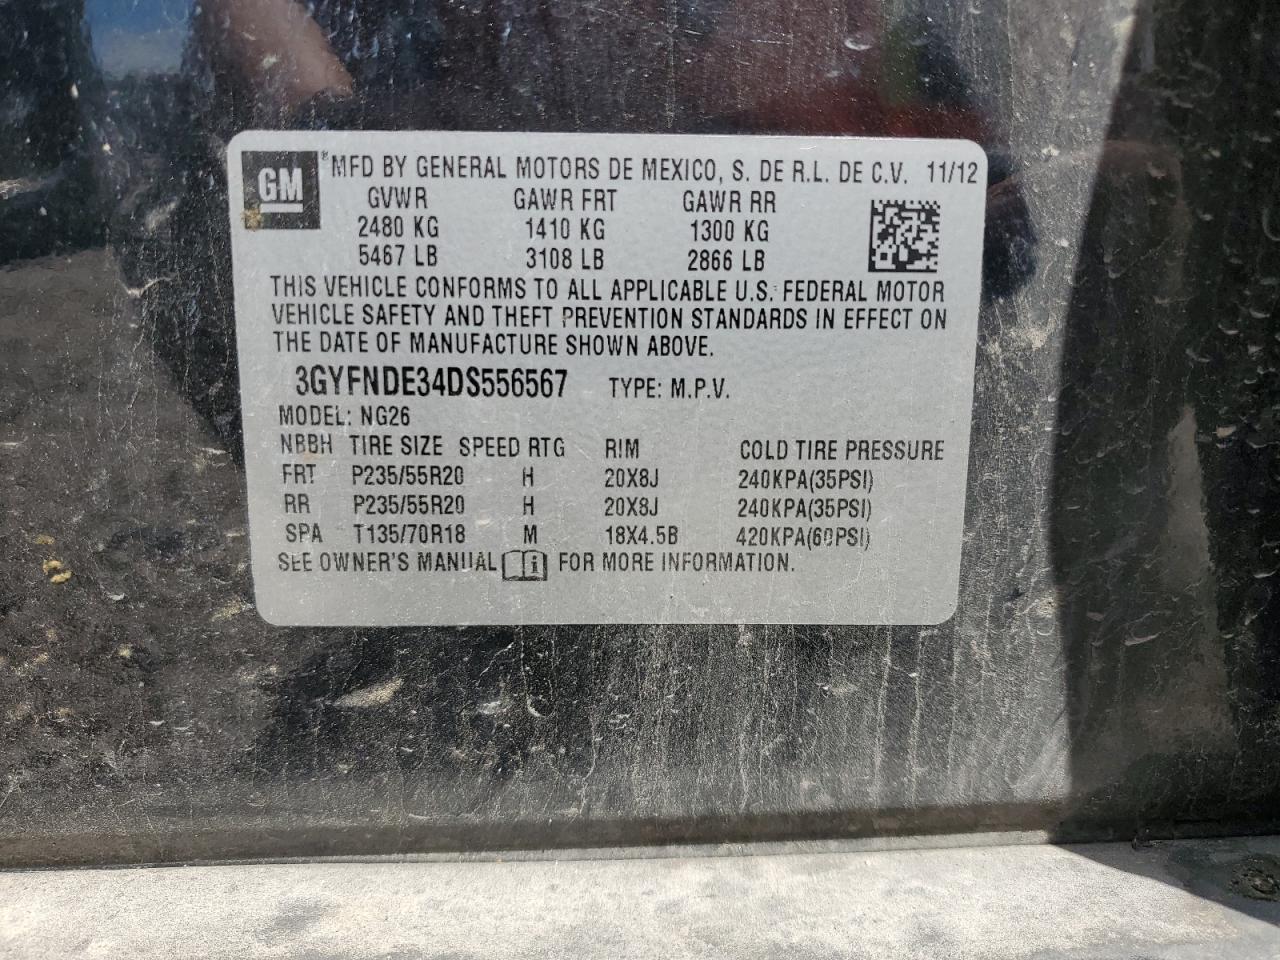 GM ® MFD BY GENERAL MOTORS DE MEXICO, S. DE R.L. DE C.V. 11/12
GVWR GAWR FRT GAWR RR
2480 KG 1410 KG 1300 KG
5467 LB 3108 LB 2866 LB
THIS VEHICLE CONFORMS TO ALL APPLICABLE U.S. FEDERAL MOTOR
VEHICLE SAFETY AND THEFT PREVENTION STANDARDS IN EFFECT ON
THE DATE OF MANUFACTURE SHOWN ABOVE.
3GYFNDE34DS556567 TYPE: M.P.V.
MODEL: NG26
NBBH TIRE SIZE SPEED RTG RIM COLD TIRE PRESSURE
FRT P235/55R20 H 20X8J 240KPA(35PSI)
RR P235/55R20 H 20X8J 240KPA(35PSI)
SPA T135/70R18 M 18X4.5B 420KPA(60PSI)
SEE OWNER'S MANUAL i FOR MORE INFORMATION.